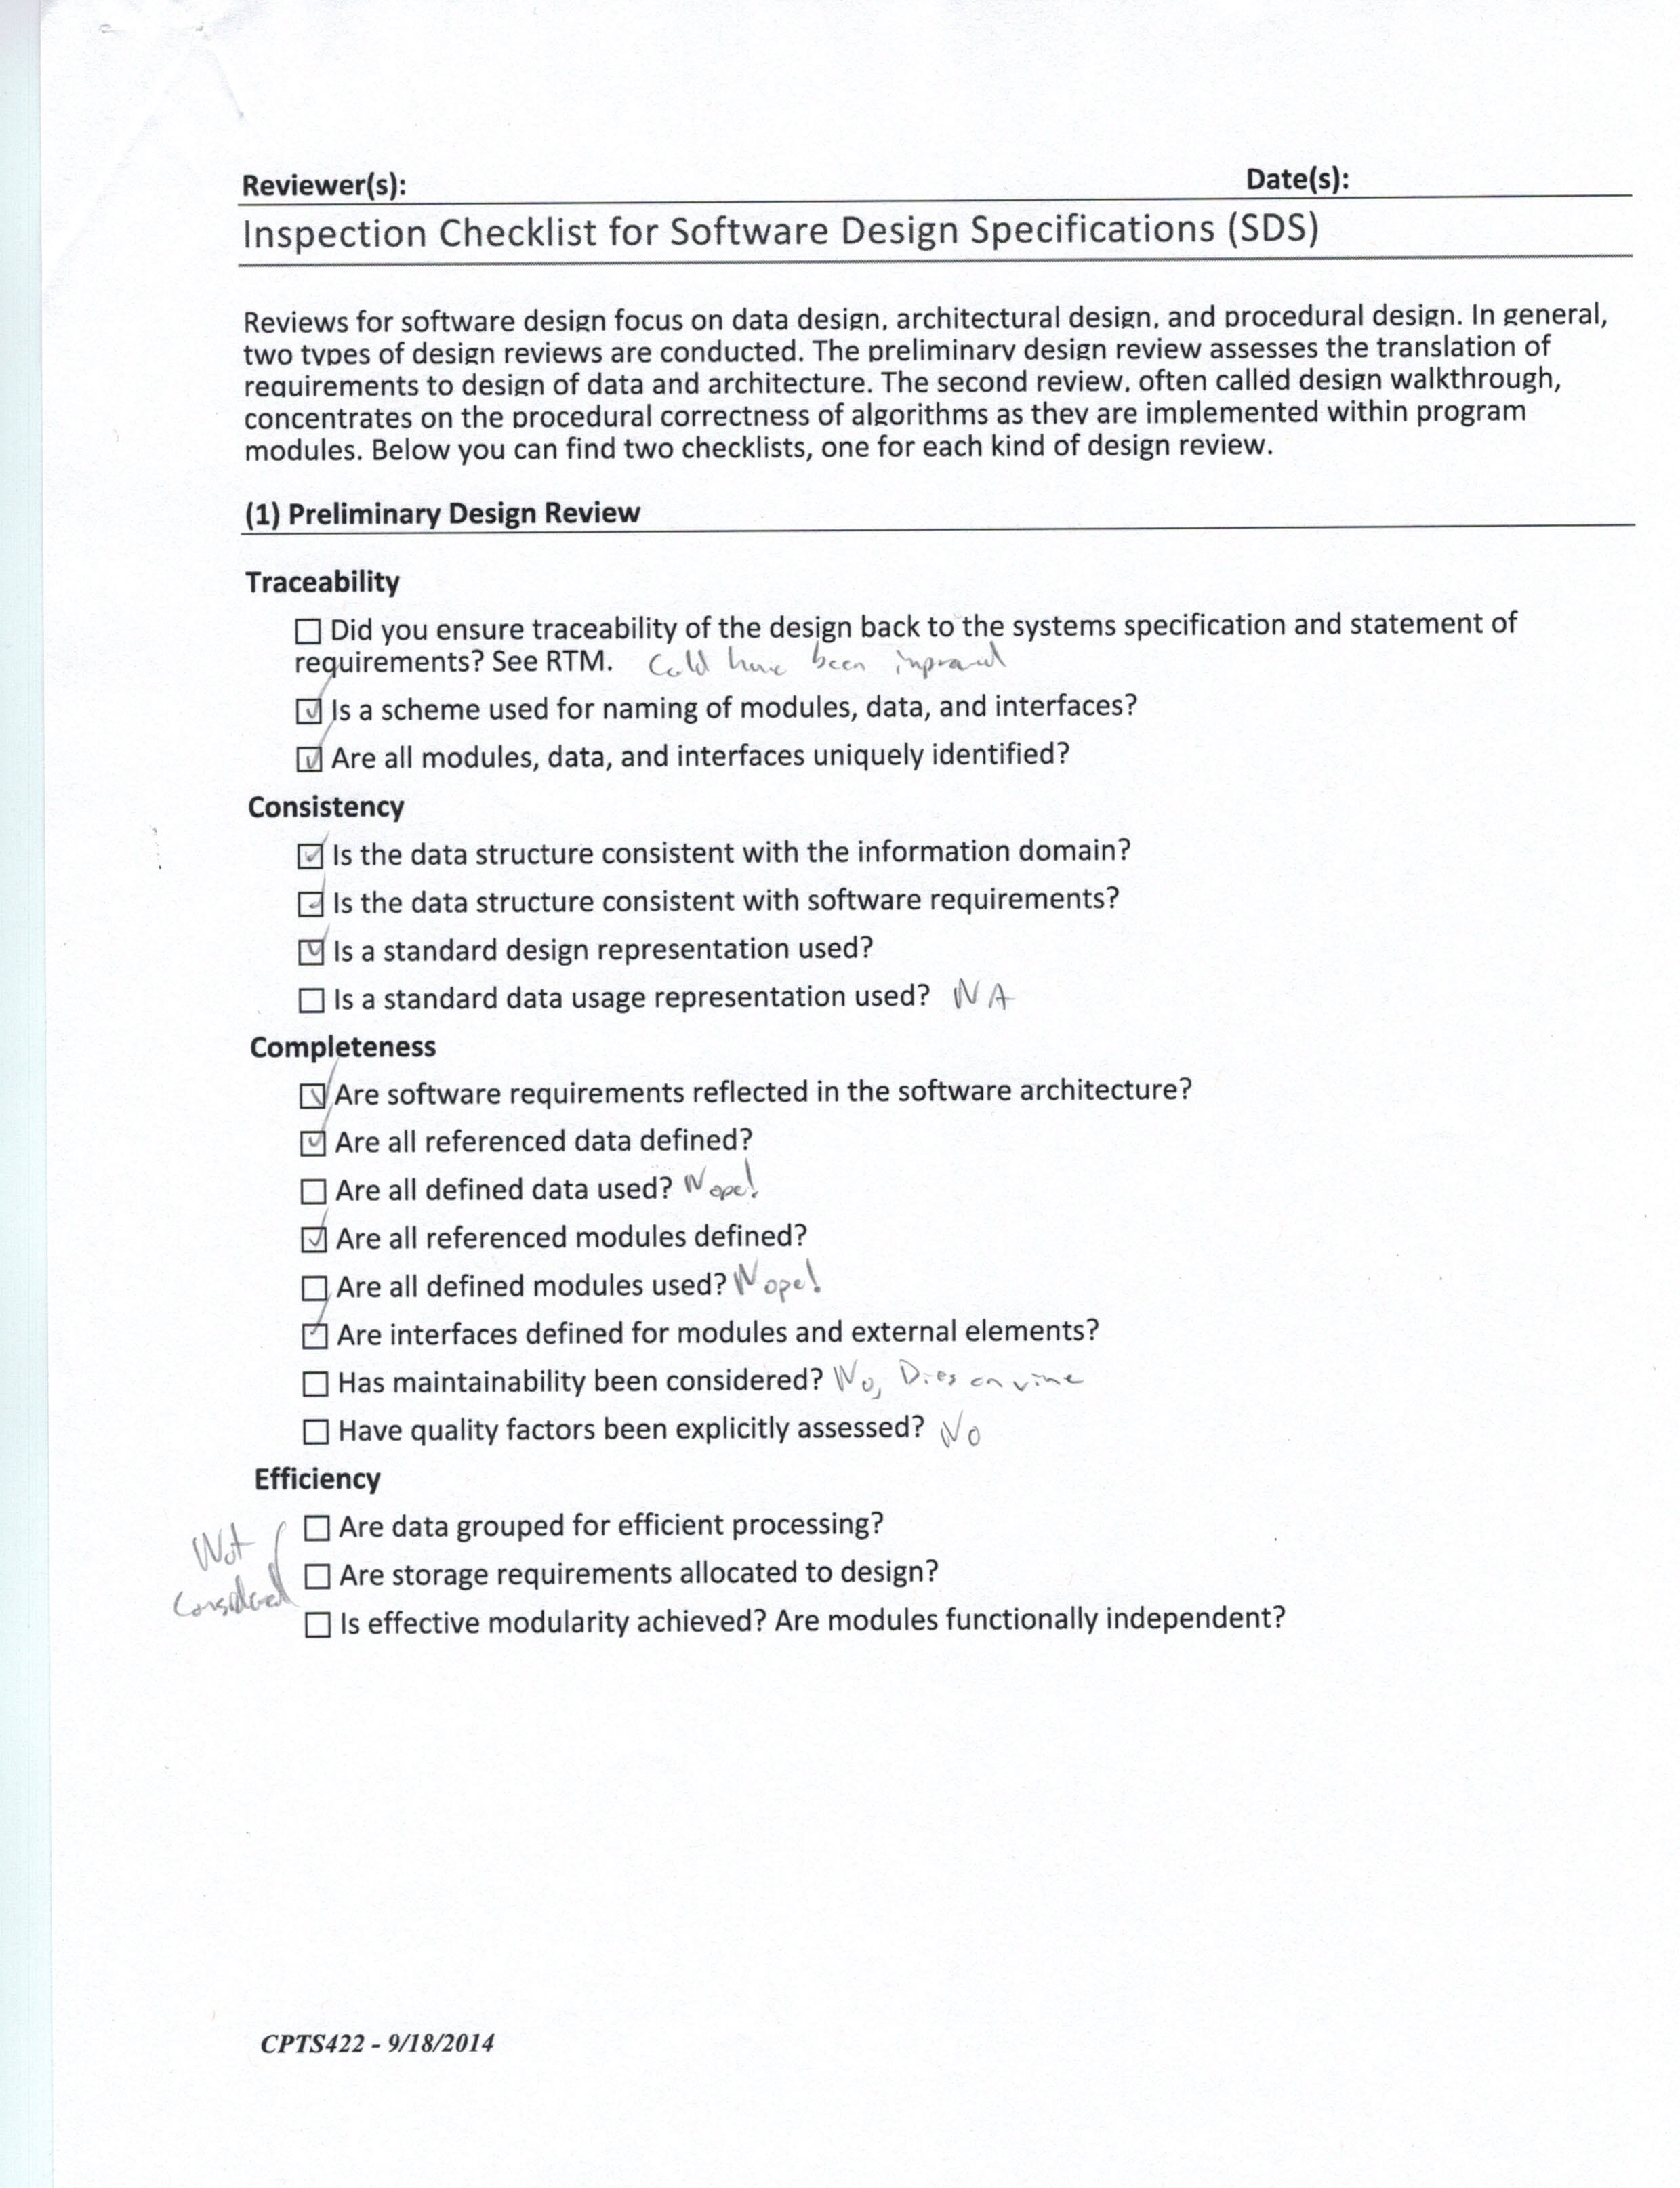 Reviewer(s): Date(s):
Inspection Checklist for Software Design Specifications (SDS)
Reviews for software design focus on data design, architectural design, and procedural design. In general,
two types of design reviews are conducted. The preliminary design review assesses the translation of
requirements to design of data and architecture. The second review, often called design walkthrough,
concentrates on the procedural correctness of algorithms as they are implemented within program
modules. Below you can find two checklists, one for each kind of design review.
(1) Preliminary Design Review
Traceability
☐ Did you ensure traceability of the design back to the systems specification and statement of
requirements? See RTM. Could have been improved
☑ Is a scheme used for naming of modules, data, and interfaces?
☑ Are all modules, data, and interfaces uniquely identified?
Consistency
☑ Is the data structure consistent with the information domain?
☑ Is the data structure consistent with software requirements?
☑ Is a standard design representation used?
☐ Is a standard data usage representation used? NA
Completeness
☑ Are software requirements reflected in the software architecture?
☑ Are all referenced data defined?
☐ Are all defined data used? Nope!
☑ Are all referenced modules defined?
☐ Are all defined modules used? Nope!
☑ Are interfaces defined for modules and external elements?
☐ Has maintainability been considered? No, Dies on vine
☐ Have quality factors been explicitly assessed? No
Efficiency
☐ Are data grouped for efficient processing?
Not
☐ Are storage requirements allocated to design?
Considered
☐ Is effective modularity achieved? Are modules functionally independent?
CPTS422 - 9/18/2014